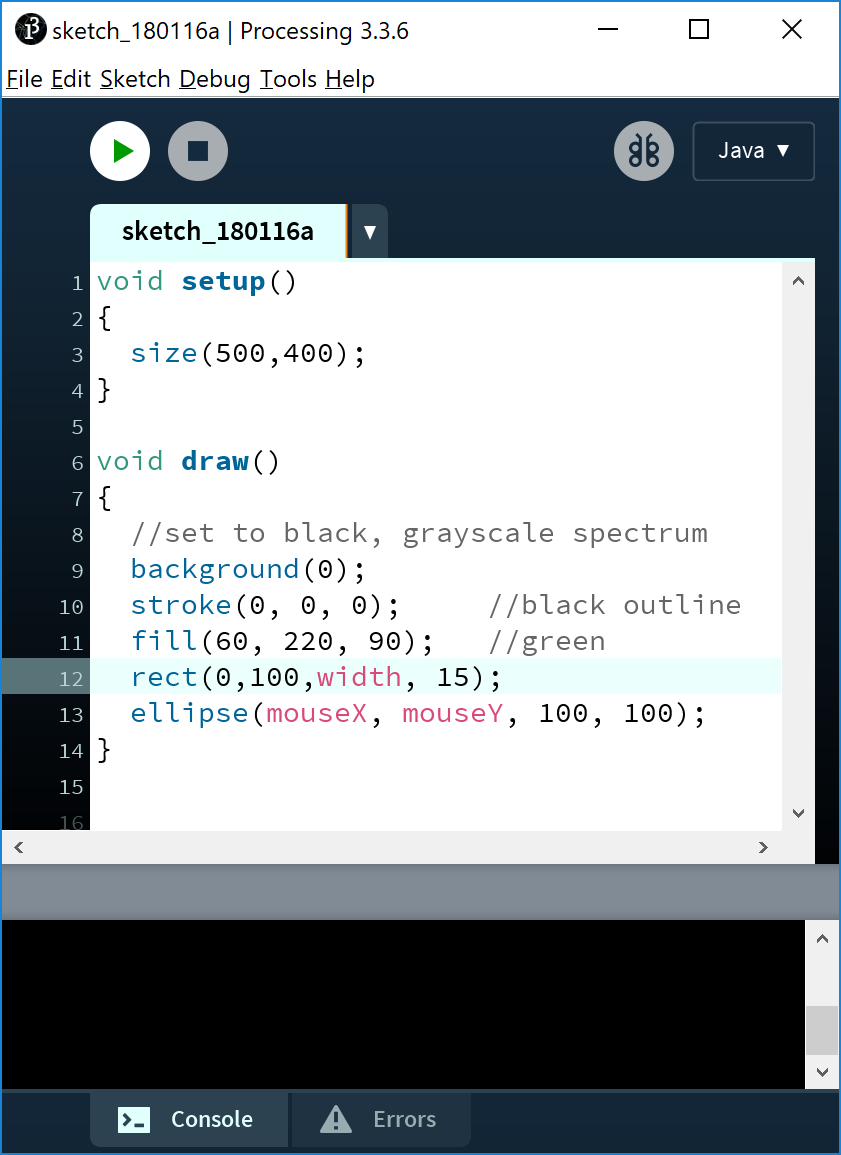 sketch_180116a | Processing 3.3.6
File Edit Sketch Debug Tools Help
Java ▼
sketch_180116a ▼
1 void setup()
2 {
3   size(500,400);
4 }
5
6 void draw()
7 {
8   //set to black, grayscale spectrum
9   background(0);
10   stroke(0, 0, 0);     //black outline
11   fill(60, 220, 90);   //green
12   rect(0,100,width, 15);
13   ellipse(mouseX, mouseY, 100, 100);
14 }
15
16
Console Errors